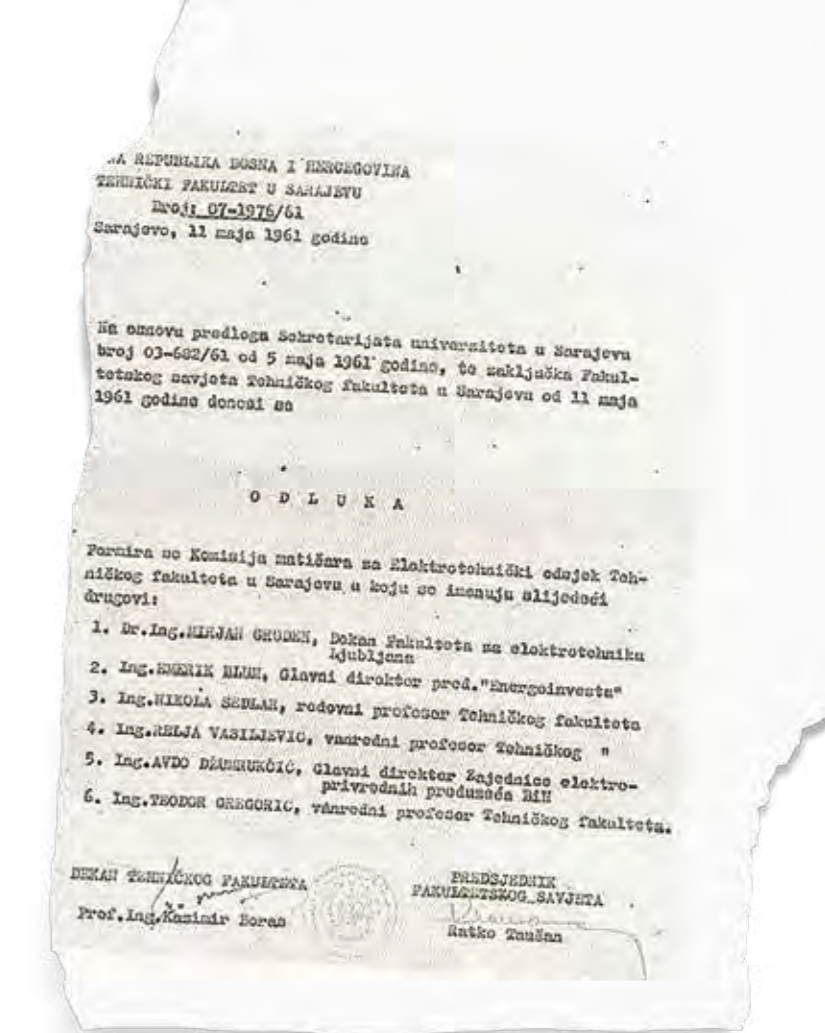 NA REPUBLIKA BOSNA I HERCEGOVINA
TEHNIČKI FAKULTET U SARAJEVU
Broj: 07-1976/61
Sarajevo, 11 maja 1961 godine
Na osnovu predloga Sekretarijata univerziteta u Sarajevu
broj 03-682/61 od 5 maja 1961 godine, te zaključka Fakul-
tetskog savjeta Tehničkog fakulteta u Sarajevu od 11 maja
1961 godine donosi se
O D L U K A
Formira se Komisija matičara za Elektrotehnički odsjek Teh-
ničkog fakulteta u Sarajevu u koju se imenuju slijedeći
drugovi:
1. Dr.Ing.MIRJAN GRUDEN, Dekan Fakulteta za elektrotehniku
Ljubljana
2. Ing.EMERIK BLUM, Glavni direktor pred."Energoinvesta"
3. Ing.NIKOLA SEDLAR, redovni profesor Tehničkog fakulteta
4. Ing.RELJA VASILJEVIĆ, vanredni profesor Tehničkog "
5. Ing.AVDO DŽUMRUKČIĆ, Glavni direktor Zajednice elektro-
privrednih preduzeća BIH
6. Ing.TEODOR GREGORIĆ, vanredni profesor Tehničkog fakulteta.
DEKAN TEHNIČKOG FAKULTETA
Prof.Ing.Kazimir Boras
PREDSJEDNIK
FAKULTETSKOG SAVJETA
Ratko Taušan